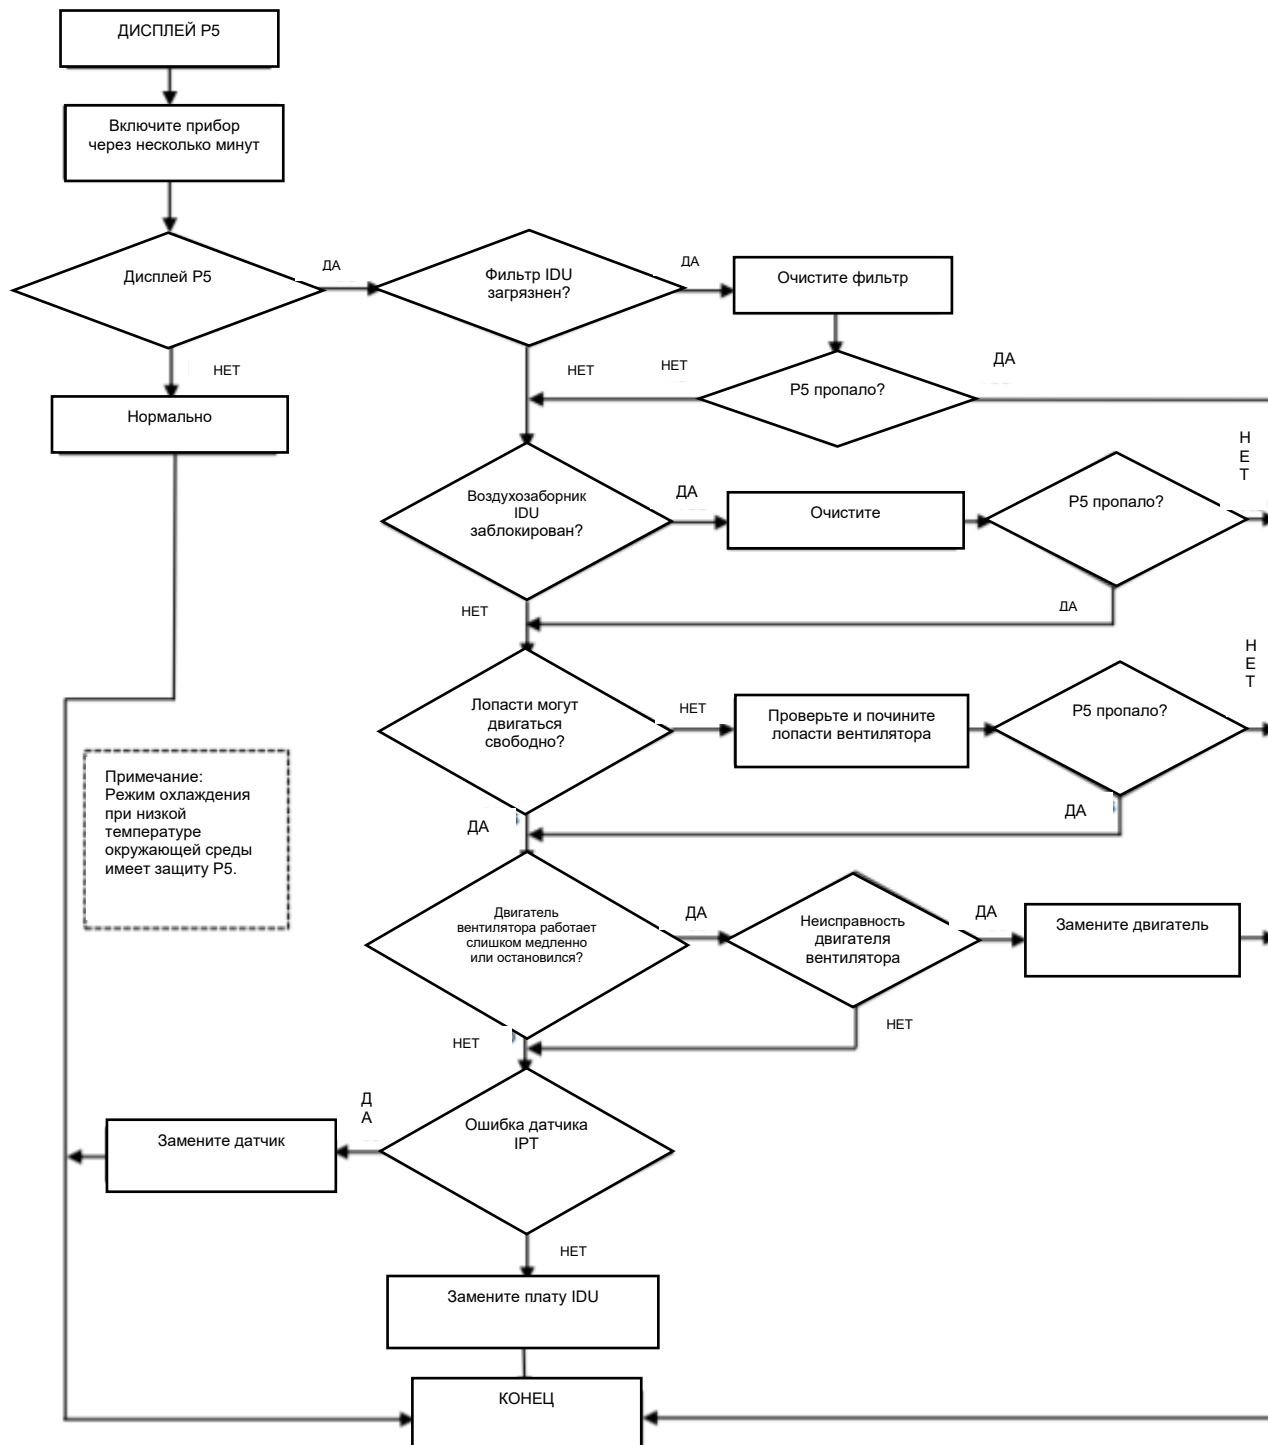 ДИСПЛЕЙ P5
Включите прибор
через несколько минут
Дисплей P5
ДА
Фильтр IDU
загрязнен?
ДА
Очистите фильтр
НЕТ
Нормально
НЕТ
НЕТ
P5 пропало?
ДА
Воздухозаборник
IDU
заблокирован?
ДА
Очистите
P5 пропало?
Н
Е
Т
НЕТ
ДА
Лопасти могут
двигаться
свободно?
НЕТ
Проверьте и почините
лопасти вентилятора
P5 пропало?
Н
Е
Т
ДА
ДА
Примечание:
Режим охлаждения
при низкой
температуре
окружающей среды
имеет защиту P5.
Двигатель
вентилятора работает
слишком медленно
или остановился?
ДА
Неисправность
двигателя
вентилятора
ДА
Замените двигатель
НЕТ
НЕТ
Ошибка датчика
IPT
Д
А
Замените датчик
НЕТ
Замените плату IDU
КОНЕЦ